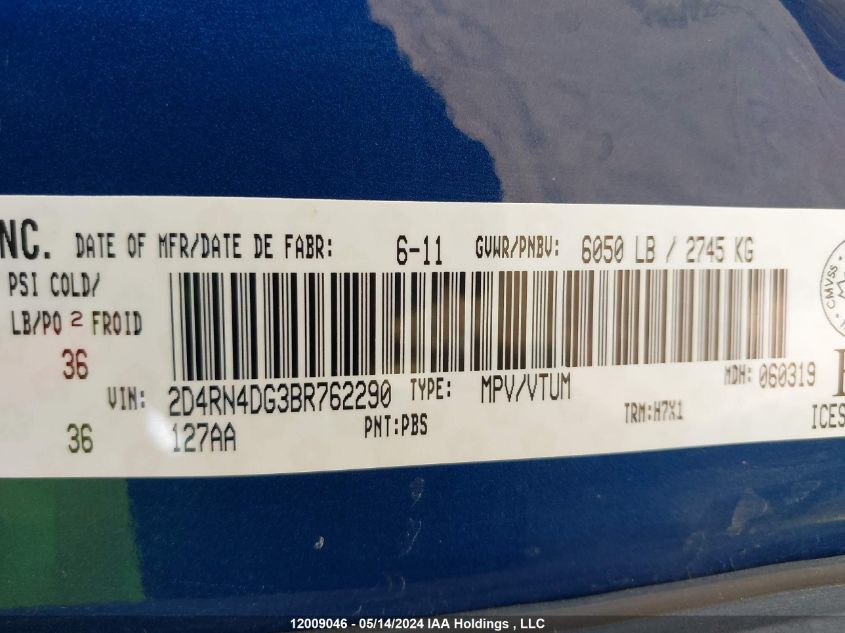 NC. DATE OF MFR/DATE DE FABR: 6-11 GVWR/PNBV: 6050 LB / 2745 KG
PSI COLD/
LB/PO 2 FROID
36
VIN: 2D4RN4DG3BR762290 TYPE: MPV/VTUM MDH: 060319
36 127AA PNT:PBS TRM:H7X1 ICES
CMVSS
12009046 - 05/14/2024 IAA Holdings , LLC